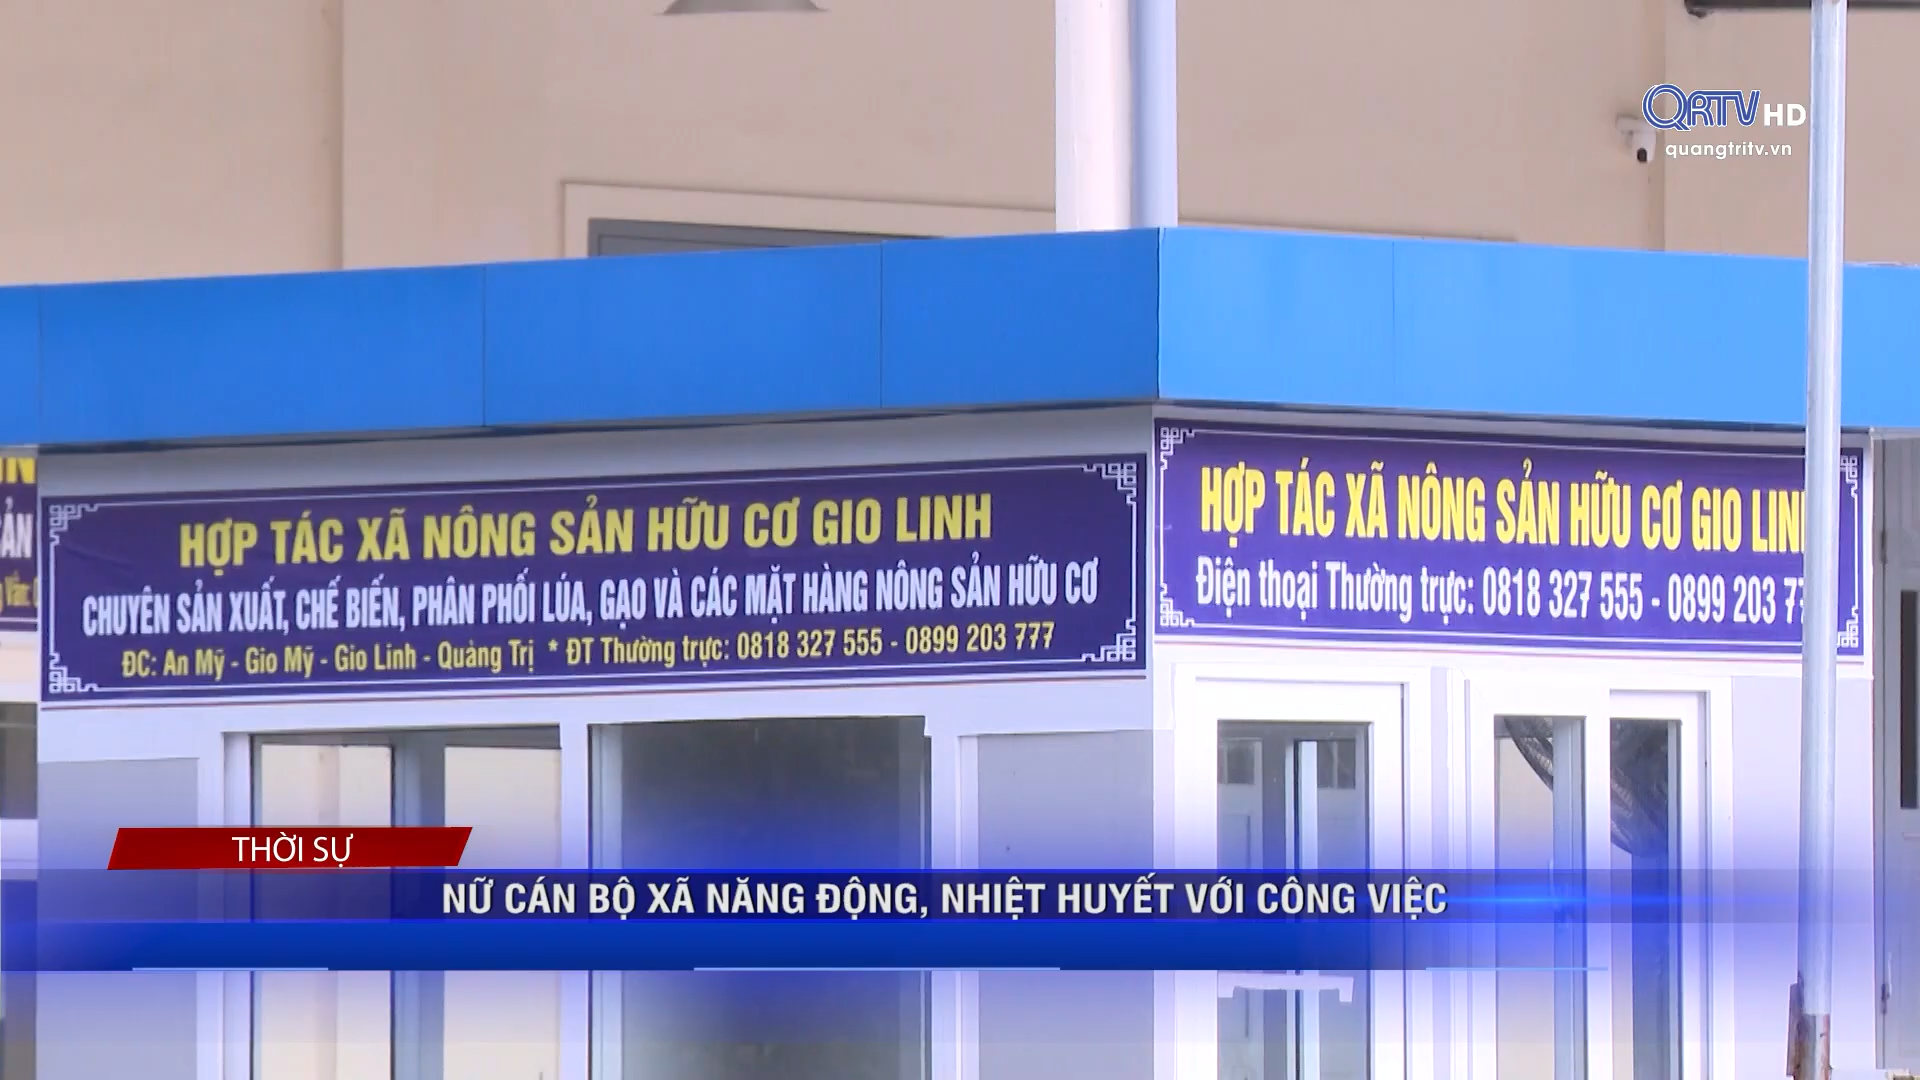 QRTV HD
quangtritv.vn
HỢP TÁC XÃ NÔNG SẢN HỮU CƠ GIO LINH
CHUYÊN SẢN XUẤT, CHẾ BIẾN, PHÂN PHỐI LÚA, GẠO VÀ CÁC MẶT HÀNG NÔNG SẢN HỮU CƠ
ĐC: An Mỹ - Gio Mỹ - Gio Linh - Quảng Trị * ĐT Thường trực: 0818 327 555 - 0899 203 777
HỢP TÁC XÃ NÔNG SẢN HỮU CƠ GIO LIN
Điện thoại Thường trực: 0818 327 555 - 0899 203 77
THỜI SỰ
NỮ CÁN BỘ XÃ NĂNG ĐỘNG, NHIỆT HUYẾT VỚI CÔNG VIỆC